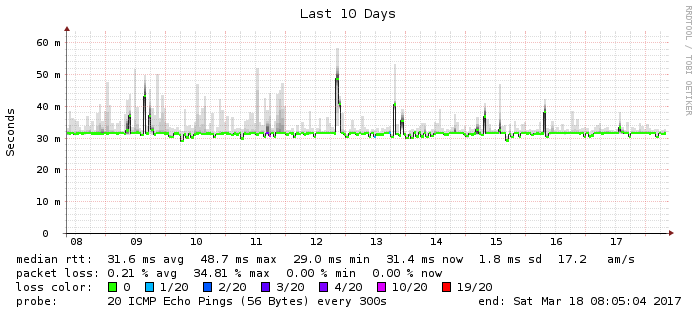 Last 10 Days
RRDTOOL / TOBI OETIKER
Seconds
60 m
50 m
40 m
30 m
20 m
10 m
0
08 09 10 11 12 13 14 15 16 17
median rtt: 31.6 ms avg 48.7 ms max 29.0 ms min 31.4 ms now 1.8 ms sd 17.2 am/s
packet loss: 0.21 % avg 34.81 % max 0.00 % min 0.00 % now
loss color: 0 1/20 2/20 3/20 4/20 10/20 19/20
probe: 20 ICMP Echo Pings (56 Bytes) every 300s end: Sat Mar 18 08:05:04 2017